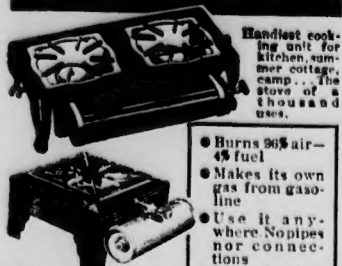 Handiest cook-
ing unit for
kitchen, sum-
mer cottage,
camp... The
stove of a
thousand
uses.
● Burns 96% air—
4% fuel
● Makes its own
gas from gaso-
line
● Use it any-
where. No pipes
nor connec-
tions